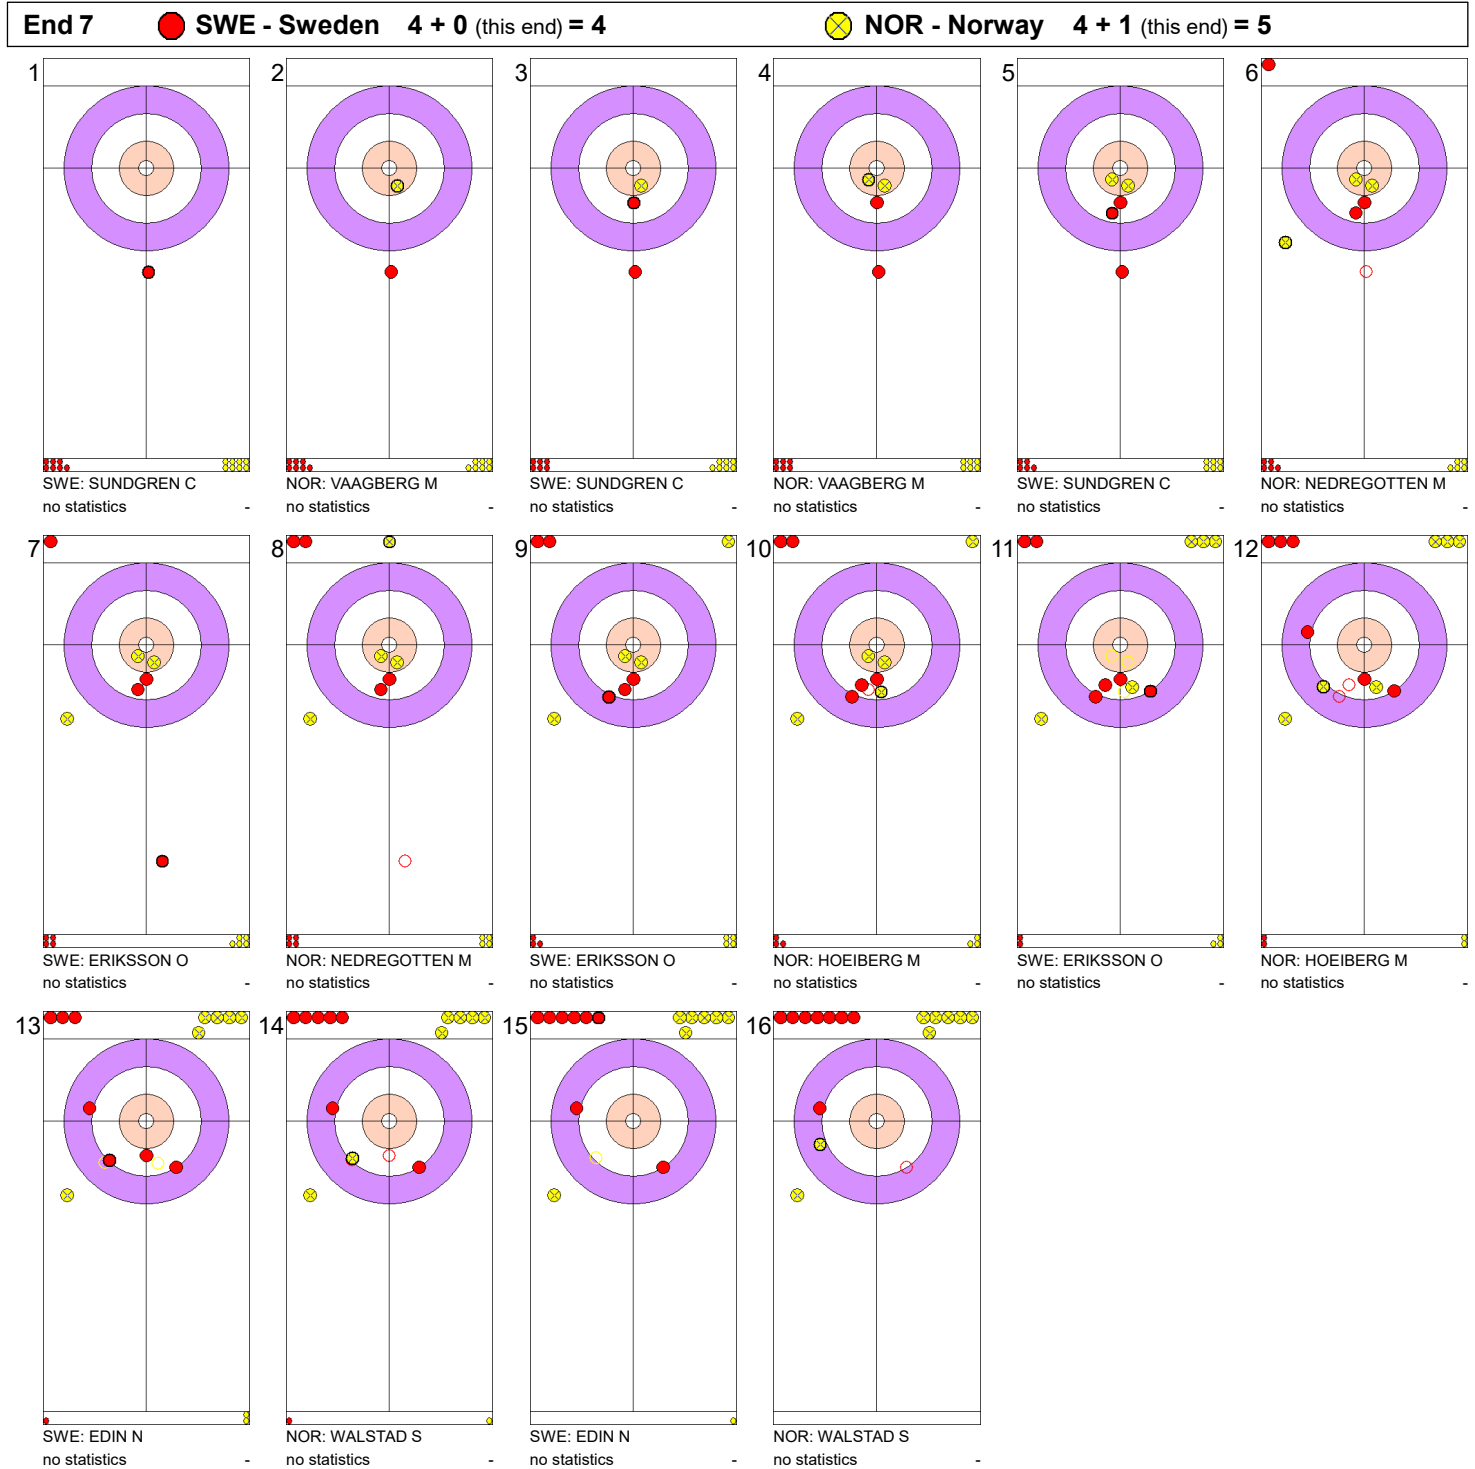 End 7 SWE - Sweden 4 + 0 (this end) = 4 NOR - Norway 4 + 1 (this end) = 5
1 2 3 4 5 6
SWE: SUNDGREN C NOR: VAAGBERG M SWE: SUNDGREN C NOR: VAAGBERG M SWE: SUNDGREN C NOR: NEDREGOTTEN M
no statistics - no statistics - no statistics - no statistics - no statistics - no statistics -
7 8 9 10 11 12
SWE: ERIKSSON O NOR: NEDREGOTTEN M SWE: ERIKSSON O NOR: HOEIBERG M SWE: ERIKSSON O NOR: HOEIBERG M
no statistics - no statistics - no statistics - no statistics - no statistics - no statistics -
13 14 15 16
SWE: EDIN N NOR: WALSTAD S SWE: EDIN N NOR: WALSTAD S
no statistics - no statistics - no statistics - no statistics -